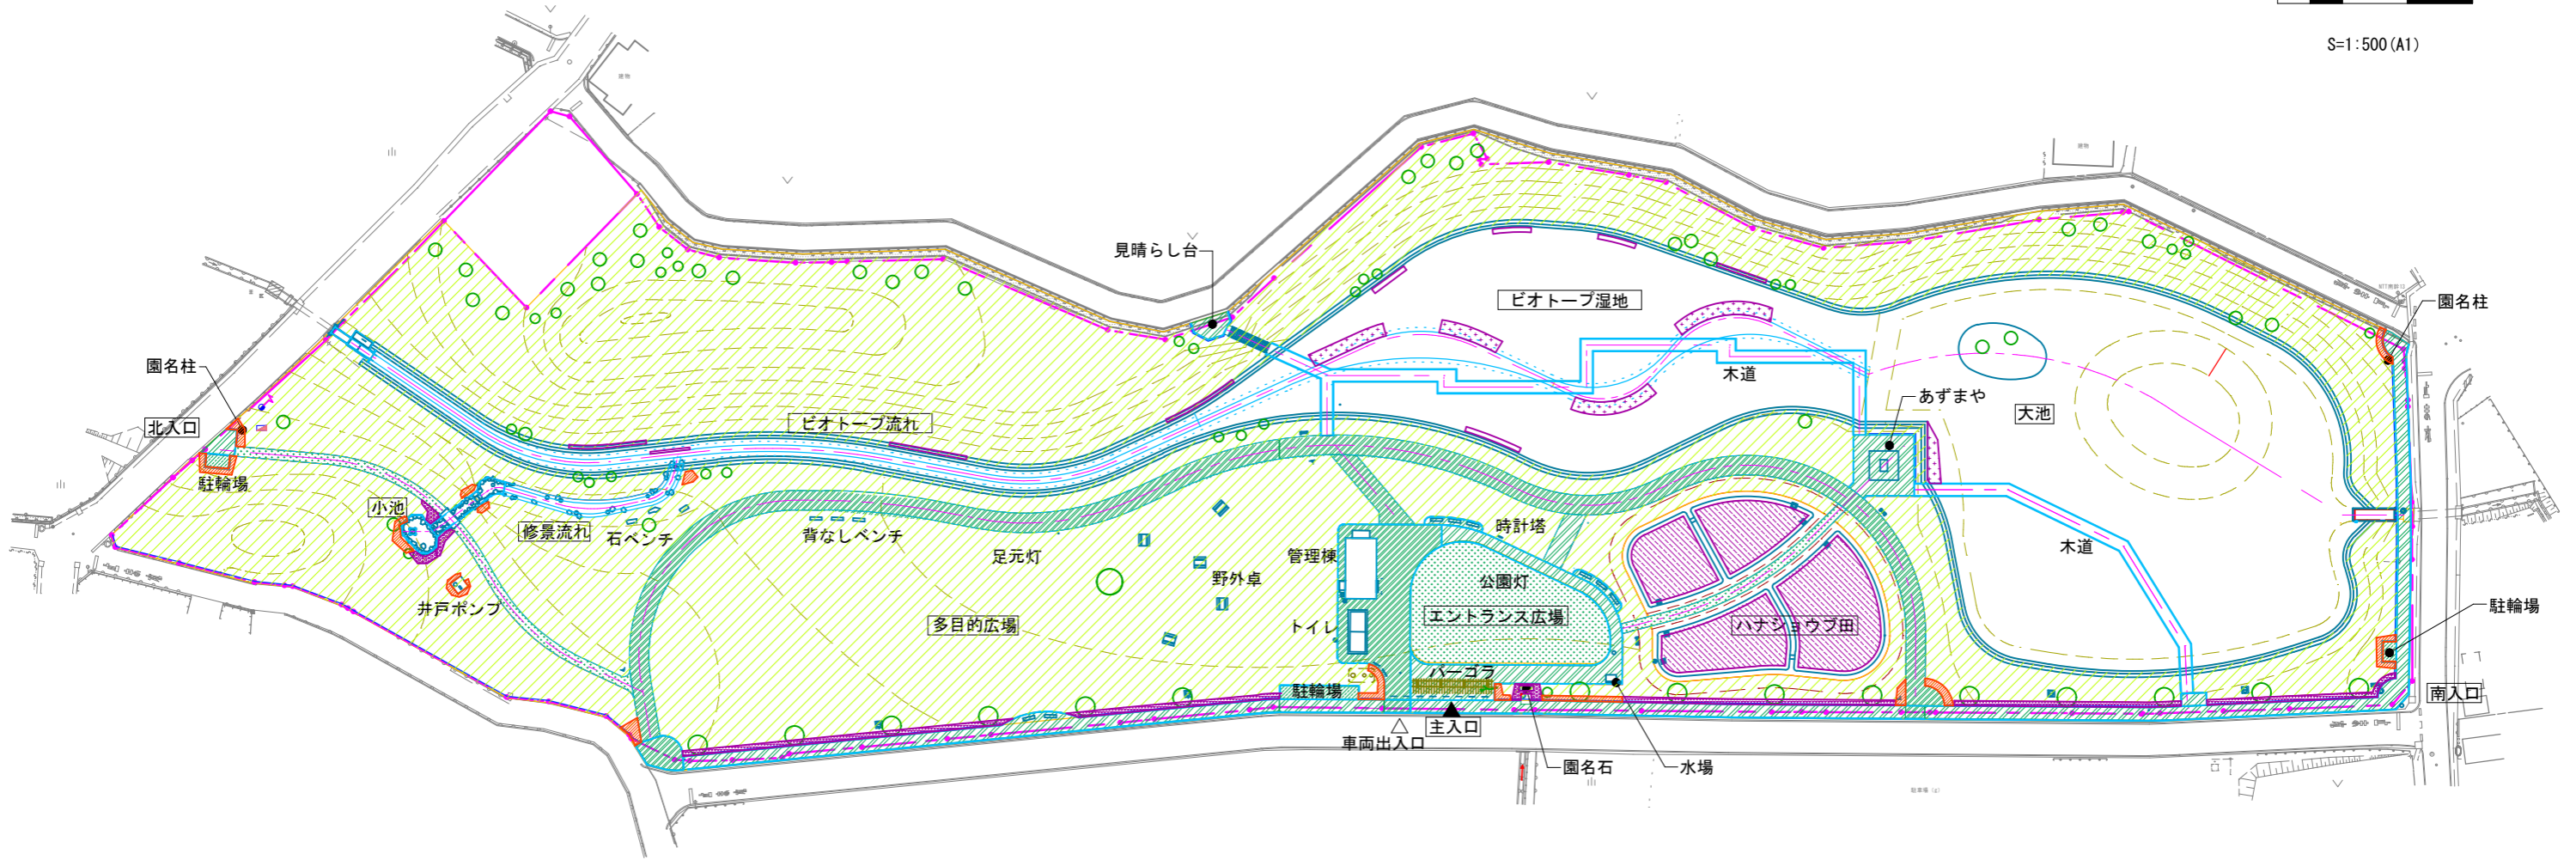 S=1:500(A1)
建物
建物
見晴らし台
ビオトープ湿地
園名柱
園名柱
木道
あずまや
大池
北入口
ビオトープ流れ
駐輪場
小池
修景流れ
石ベンチ
背なしベンチ
足元灯
時計塔
管理棟
野外卓
公園灯
木道
井戸ポンプ
多目的広場
トイレ
エントランス広場
ハナショウブ田
駐輪場
パーゴラ
駐輪場
南入口
主入口
車両出入口
園名石
水場